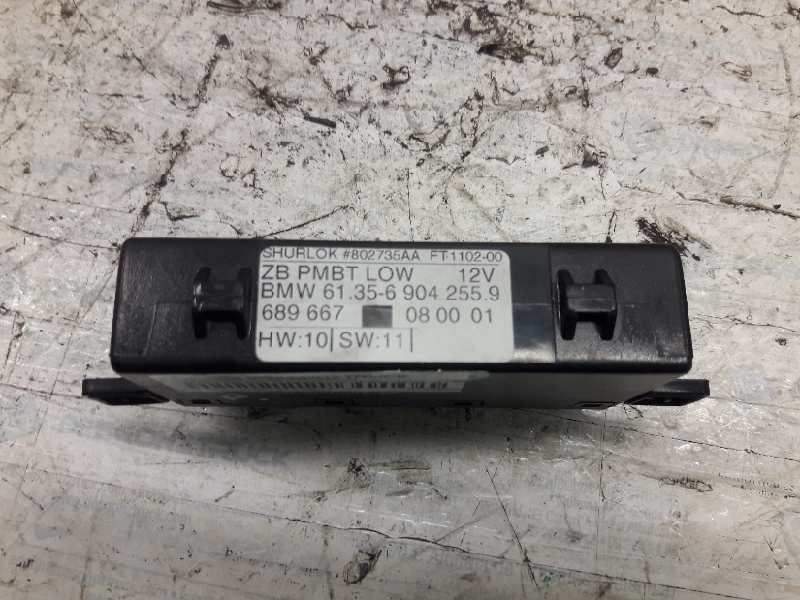 SHURLOK #802735AA FT1102-00
ZB PMBT LOW 12V
BMW 61.35-6 904 255.9
689 667 08 00 01
HW:10 SW:11